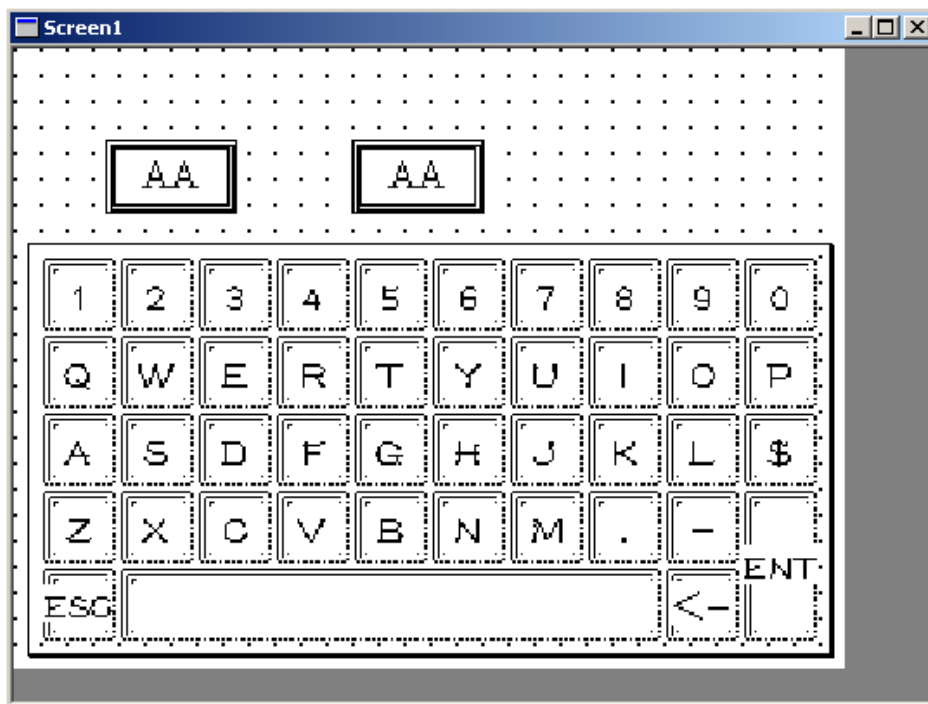 Screen1
AA AA
1 2 3 4 5 6 7 8 9 0
Q W E R T Y U I O P
A S D F G H J K L $
Z X C V B N M . -
ENT
ESC <-